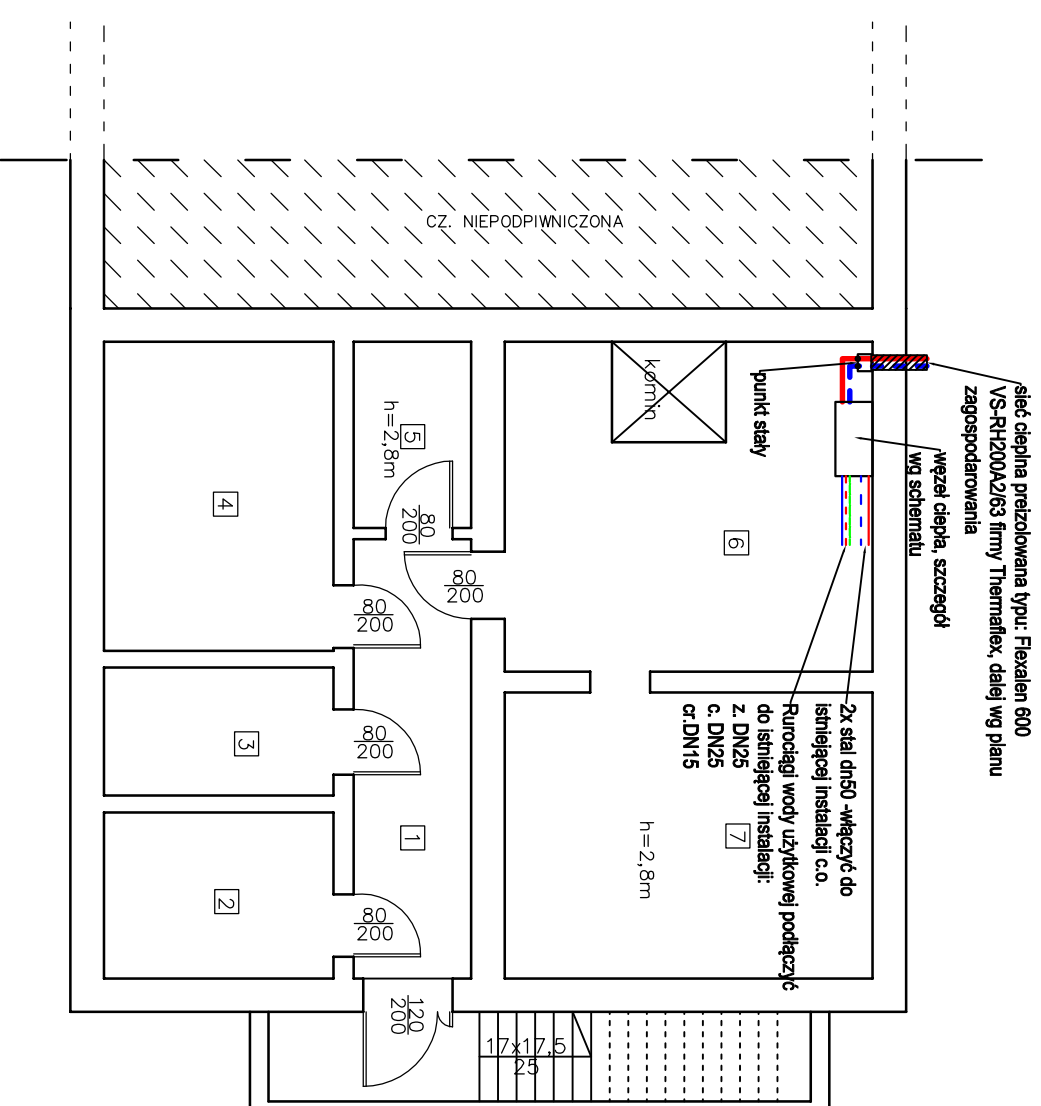 sieć cieplna preizolowana typu: Flexalen 600
VS-RH200A2/63 firmy Thermaflex, dalej wg planu
zagospodarowania
węzeł ciepła, szczegół
wg schematu
punkt stały
2x stal dn50 -włączyć do
istniejącej instalacji c.o.
Rurociągi wody użytkowej podłączyć
do istniejącej instalacji:
z. DN25
c. DN25
cr.DN15
CZ. NIEPODPIWNICZONA
komin
6
7
h=2,8m
5
h=2,8m
80
200
80
200
4
80
200
3
80
200
1
2
80
200
120
200
17x17,5
25